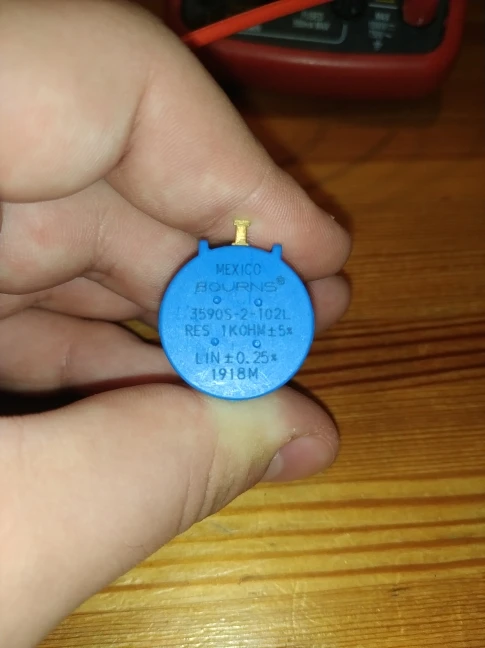 MEXICO
BOURNS®
3590S-2-102L
RES 1KOHM±5%
LIN±0.25%
1918M